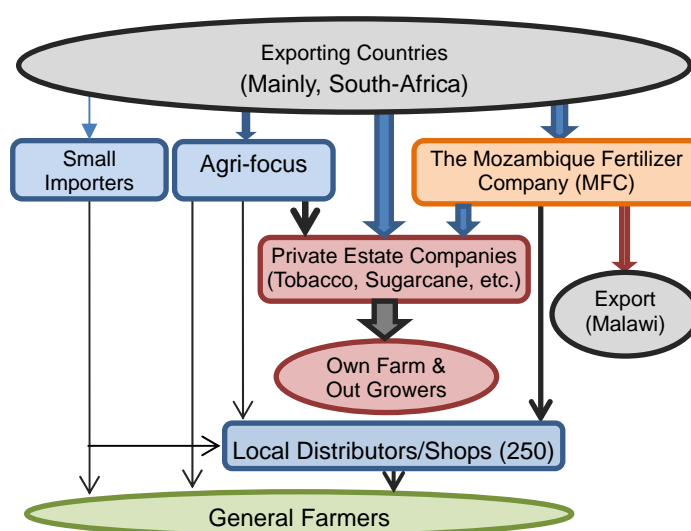 Exporting Countries
(Mainly, South-Africa)
Small
Importers
Agri-focus
The Mozambique Fertilizer
Company (MFC)
Private Estate Companies
(Tobacco, Sugarcane, etc.)
Export
(Malawi)
Own Farm &
Out Growers
Local Distributors/Shops (250)
General Farmers